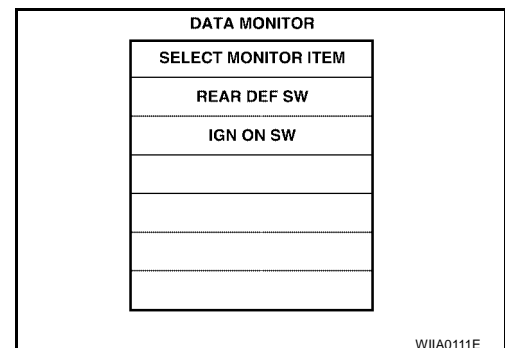 DATA MONITOR
SELECT MONITOR ITEM
REAR DEF SW
IGN ON SW
WIIA0111E